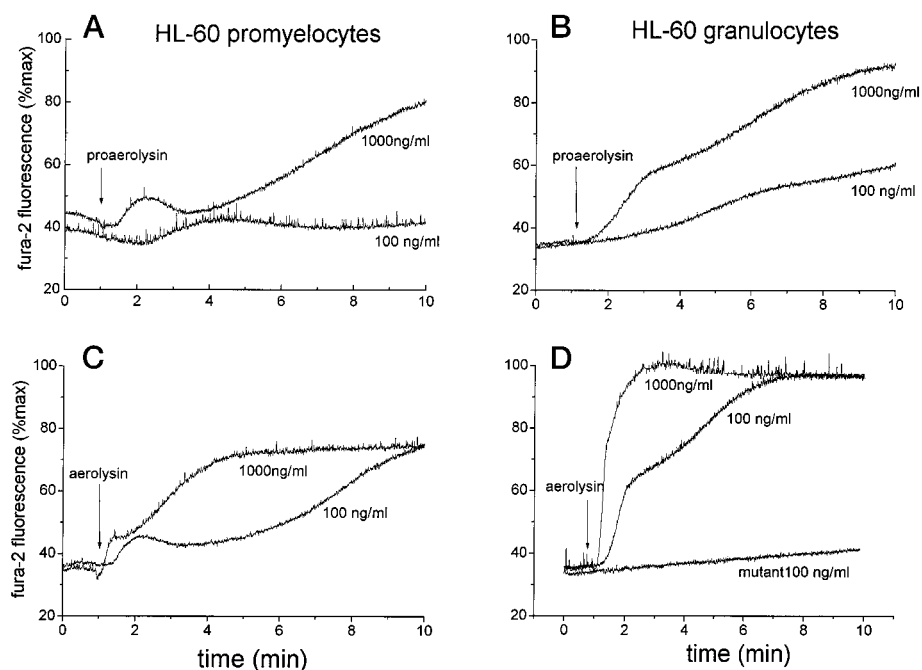 A
HL-60 promyelocytes
B
HL-60 granulocytes
fura-2 fluorescence (%max)
100
80
60
40
20
proaerolysin
1000ng/ml
100 ng/ml
0 2 4 6 8 10
100
80
60
40
20
proaerolysin
1000ng/ml
100 ng/ml
0 2 4 6 8 10
C
fura-2 fluorescence (%max)
100
80
60
40
20
aerolysin
1000ng/ml
100 ng/ml
0 2 4 6 8 10
time (min)
D
100
80
60
40
20
aerolysin
1000ng/ml
100 ng/ml
mutant100 ng/ml
0 2 4 6 8 10
time (min)